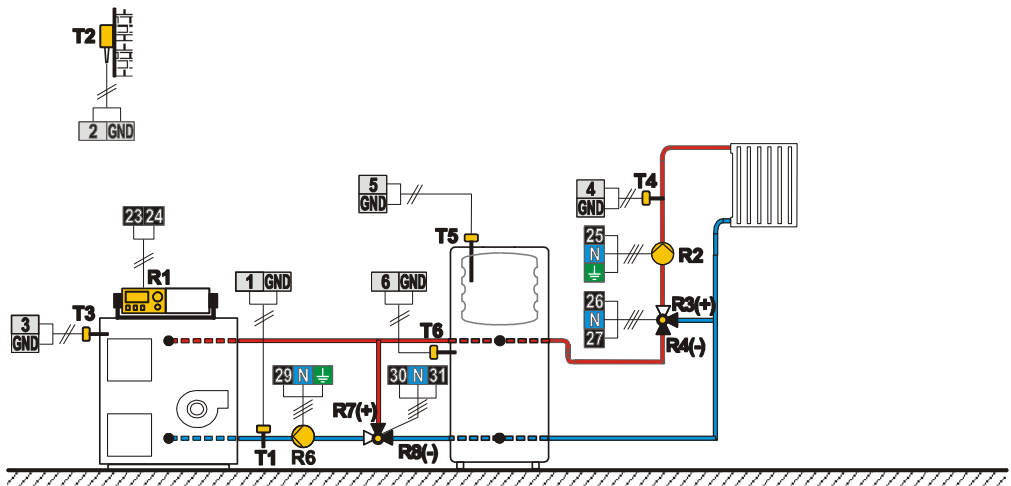 T2
2 GND
5
GND
4
GND
T4
23 24
25
N
R2
T5
R1
1 GND
6 GND
26
N
27
R3(+)
R4(-)
3
GND
T3
T6
29 N
30 N 31
R7(+)
R8(-)
T1
R6